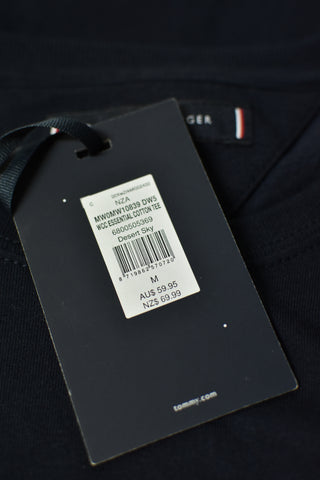 GER
NZA
MW0MW10839 DW5
WCC ESSENTIAL COTTON TEE
6800505369
Desert Sky
8719862570720
M
AU$ 59.95
NZ$ 69.99
tommy.com